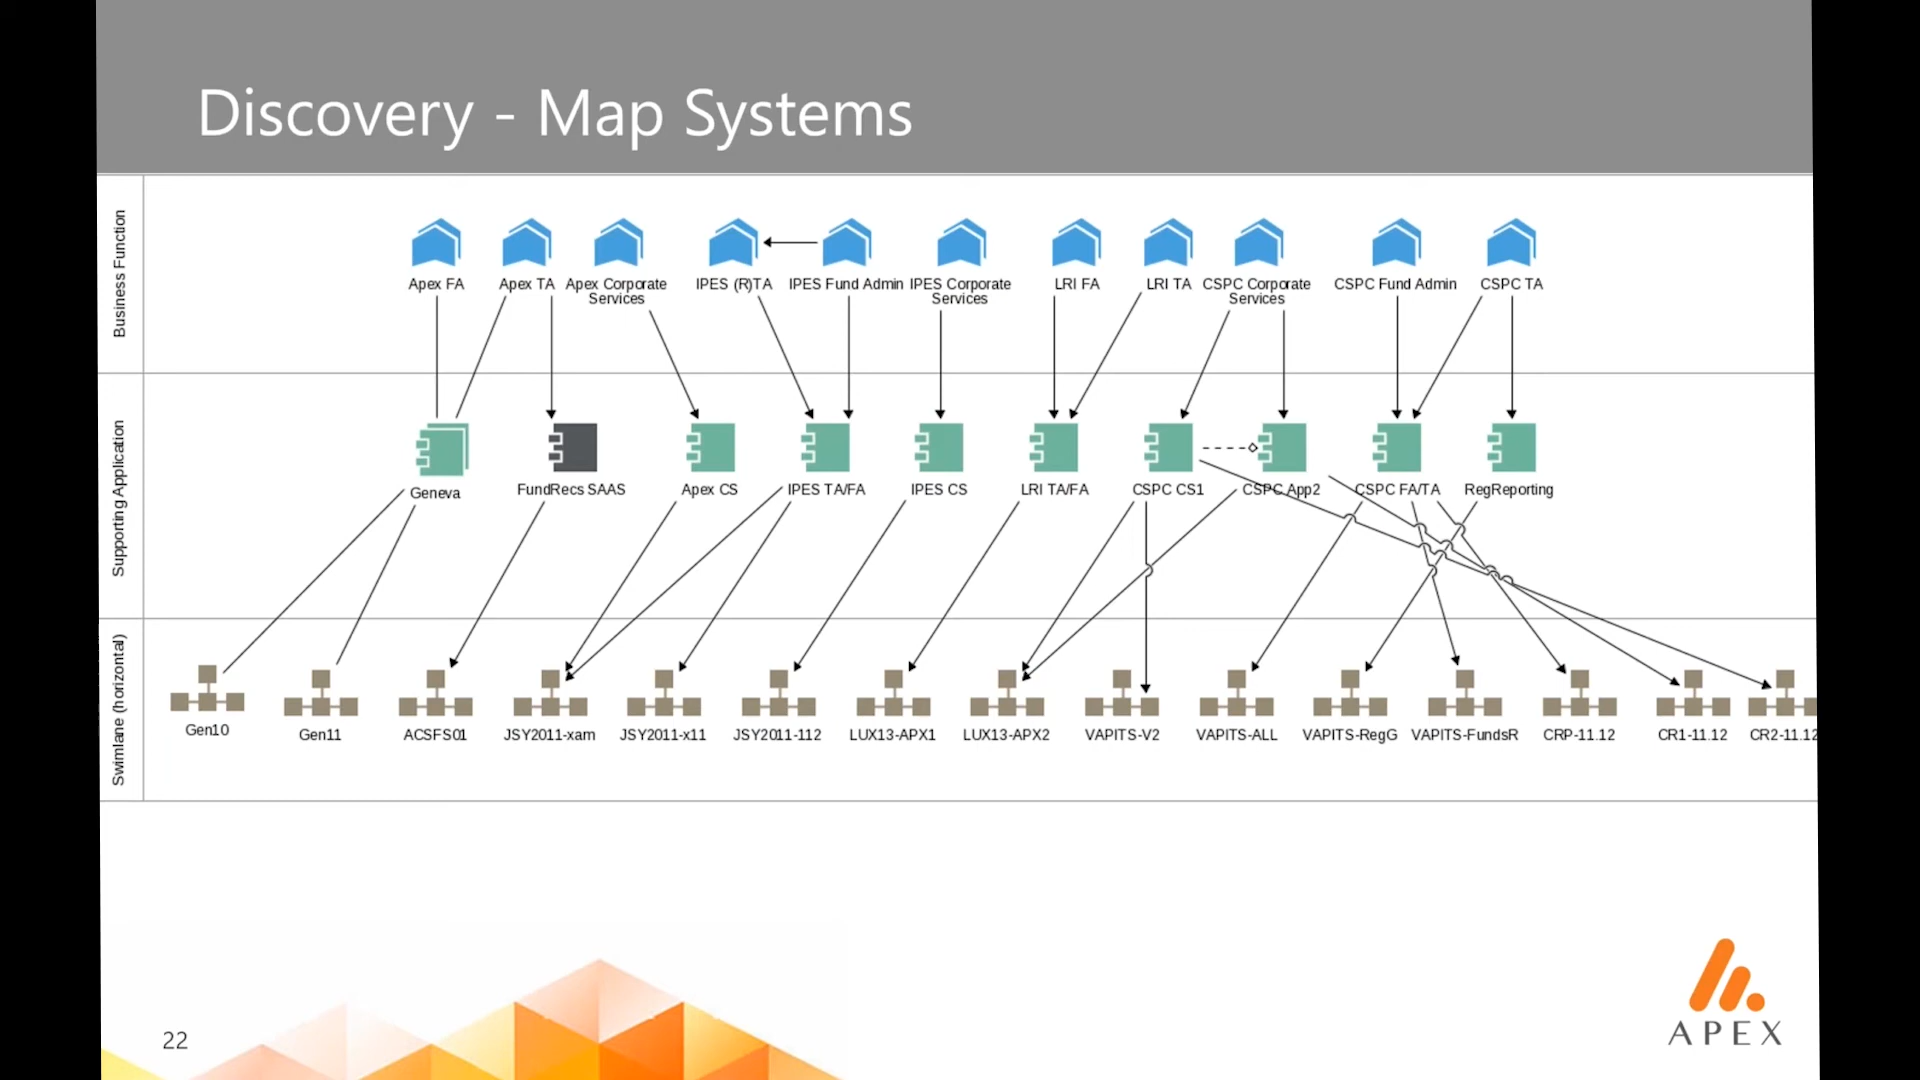 Discovery - Map Systems
Business Function
Apex FA
Apex TA
Apex Corporate
Services
IPES (R)TA
IPES Fund Admin
IPES Corporate
Services
LRI FA
LRI TA
CSPC Corporate
Services
CSPC Fund Admin
CSPC TA
Supporting Application
Geneva
FundRecs SAAS
Apex CS
IPES TA/FA
IPES CS
LRI TA/FA
CSPC CS1
CSPC App2
CSPC FA/TA
RegReporting
Swimlane (horizontal)
Gen10
Gen11
ACSFS01
JSY2011-xam
JSY2011-x11
JSY2011-112
LUX13-APX1
LUX13-APX2
VAPITS-V2
VAPITS-ALL
VAPITS-RegG
VAPITS-FundsR
CRP-11.12
CR1-11.12
CR2-11.12
22
APEX